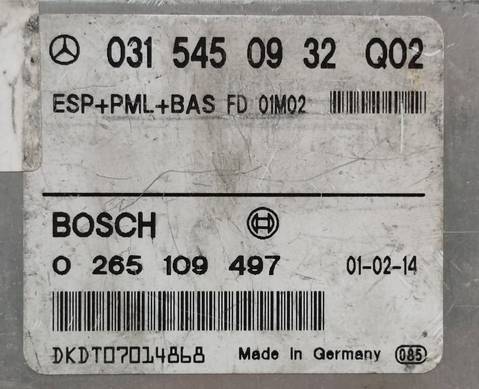 031 545 09 32 Q02
ESP+PML+BAS FD 01M02
BOSCH
0 265 109 497 01-02-14
DKDT07014868 Made in Germany 085